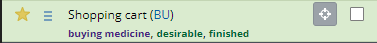 Shopping cart (BU)
buying medicine, desirable, finished